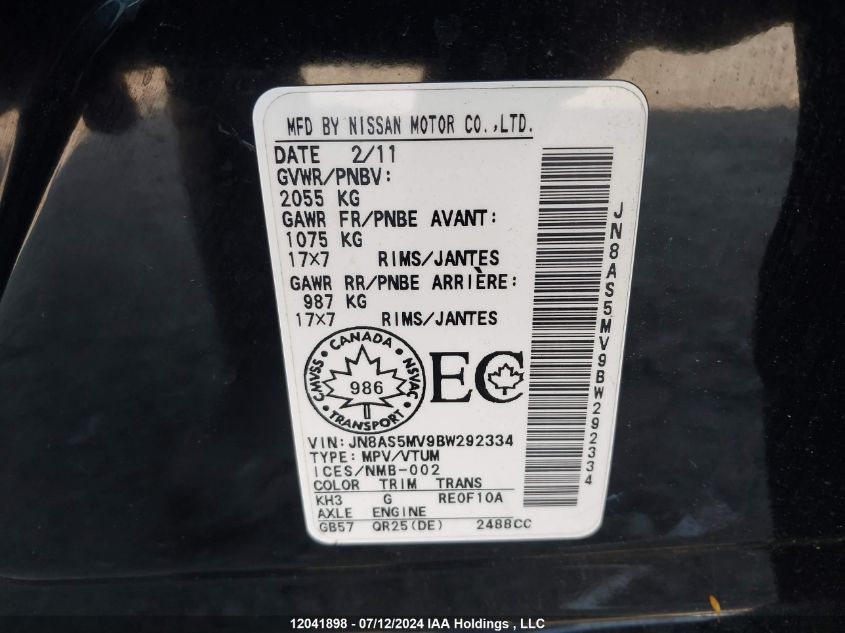 MFD BY NISSAN MOTOR CO.,LTD.
DATE 2/11
GVWR/PNBV:
2055 KG
GAWR FR/PNBE AVANT:
1075 KG
17×7 RIMS/JANTES
GAWR RR/PNBE ARRIÈRE:
987 KG
17×7 RIMS/JANTES
CANADA
CMVSS
NSVAC
986
TRANSPORT
EC
VIN:JN8AS5MV9BW292334
TYPE:MPV/VTUM
ICES/NMB-002
COLOR TRIM TRANS
KH3 G RE0F10A
AXLE ENGINE
GB57 QR25(DE) 2488CC
JN8AS5MV9BW292334
12041898 - 07/12/2024 IAA Holdings , LLC